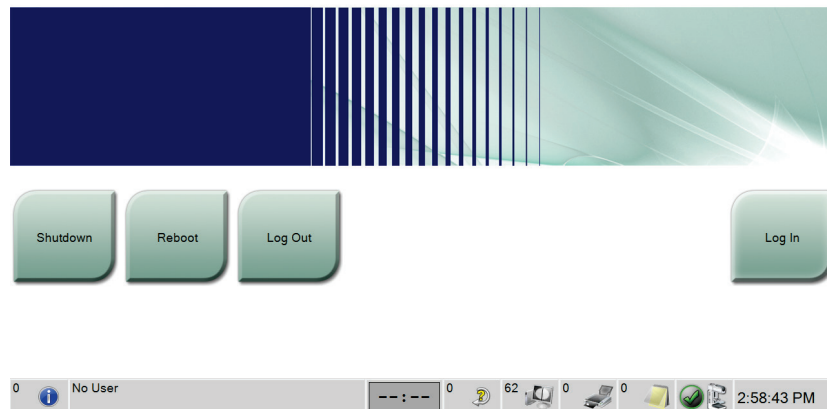 Shutdown
Reboot
Log Out
Log In
0
No User
--:--
0
62
0
0
2:58:43 PM